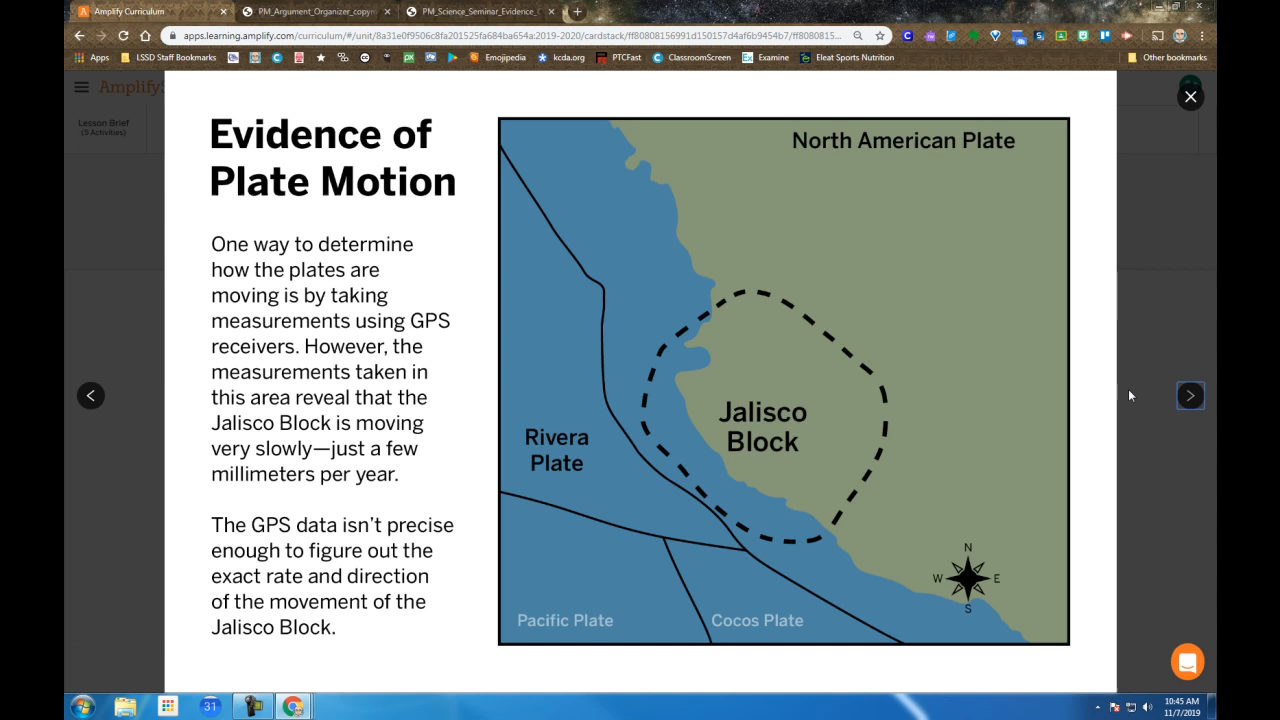 Amplify Curriculum
PM_Argument_Organizer_copyr
PM_Science_Seminar_Evidence_C
apps.learning.amplify.com/curriculum/#/unit/8a31e0f9506c8fa201525fa684ba654a:2019-2020/cardstack/ff80808156991d150157d4af6b9454b7/ff8080815...
Apps
LSSD Staff Bookmarks
Emojipedia
kcda.org
PTCFast
ClassroomScreen
Examine
Eleat Sports Nutrition
Other bookmarks
AmplifyS
Lesson Brief
(5 Activities)
Evidence of
Plate Motion
One way to determine
how the plates are
moving is by taking
measurements using GPS
receivers. However, the
measurements taken in
this area reveal that the
Jalisco Block is moving
very slowly—just a few
millimeters per year.
The GPS data isn't precise
enough to figure out the
exact rate and direction
of the movement of the
Jalisco Block.
North American Plate
Jalisco
Block
Rivera
Plate
Pacific Plate
Cocos Plate
N
W E
S
31
10:45 AM
11/7/2019